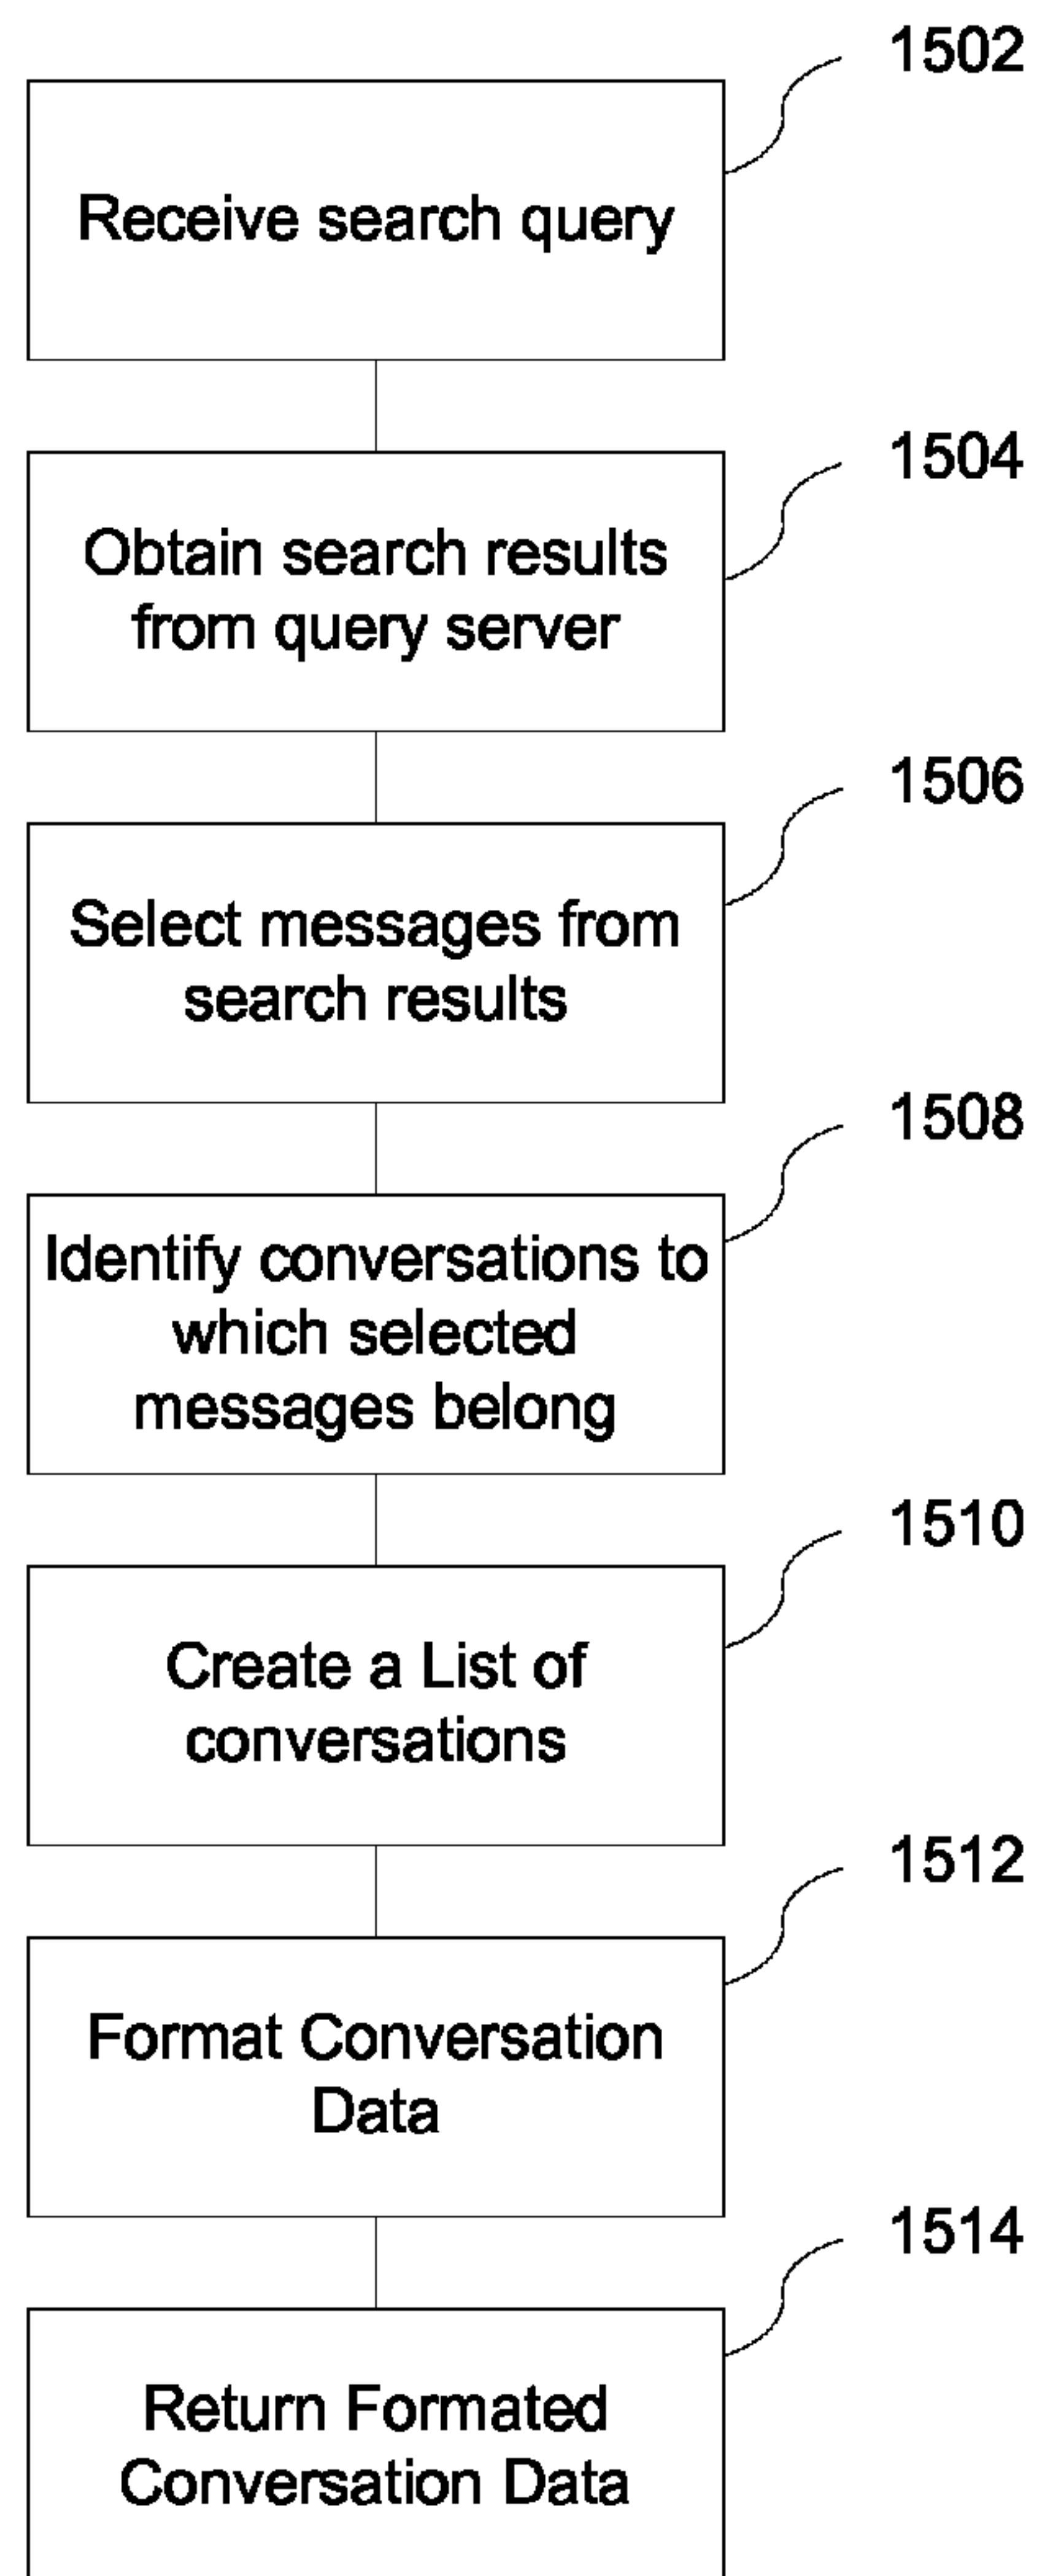 1502
Receive search query
1504
Obtain search results
from query server
1506
Select messages from
search results
1508
Identify conversations to
which selected
messages belong
1510
Create a List of
conversations
1512
Format Conversation
Data
1514
Return Formated
Conversation Data